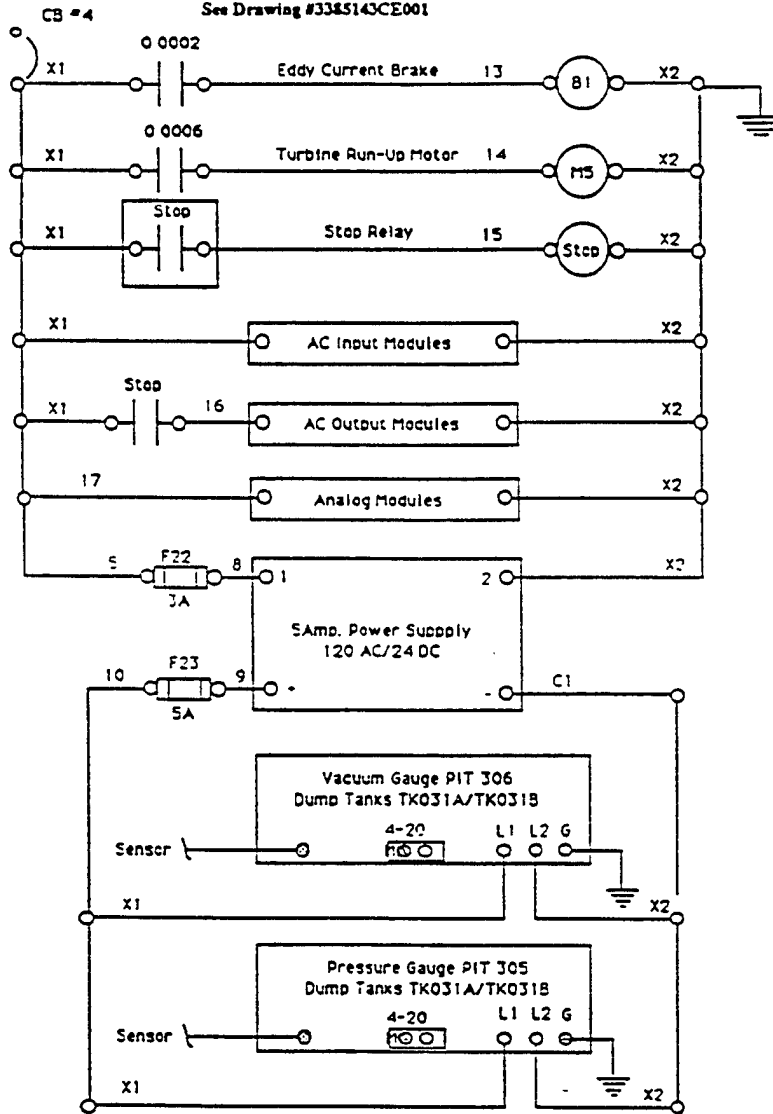 See Drawing #3385143CE001
CB #4
0 0002
X1 Eddy Current Brake 13 B1 X2
0 0006
X1 Turbine Run-Up Motor 14 M5 X2
Stop
X1 Stop Relay 15 Stop X2
X1 AC Input Modules X2
Stop
X1 16 AC Output Modules X2
17 Analog Modules X2
F22
8 1 2 X2
3A
5Amp. Power Suppply
120 AC/24 DC
10 F23 9 + - C1
5A
Vacuum Gauge PIT 306
Dump Tanks TK031A/TK031B
4-20 L1 L2 G
Sensor
X1 X2
Pressure Gauge PIT 305
Dump Tanks TK031A/TK031B
4-20 L1 L2 G
Sensor
X1 X2